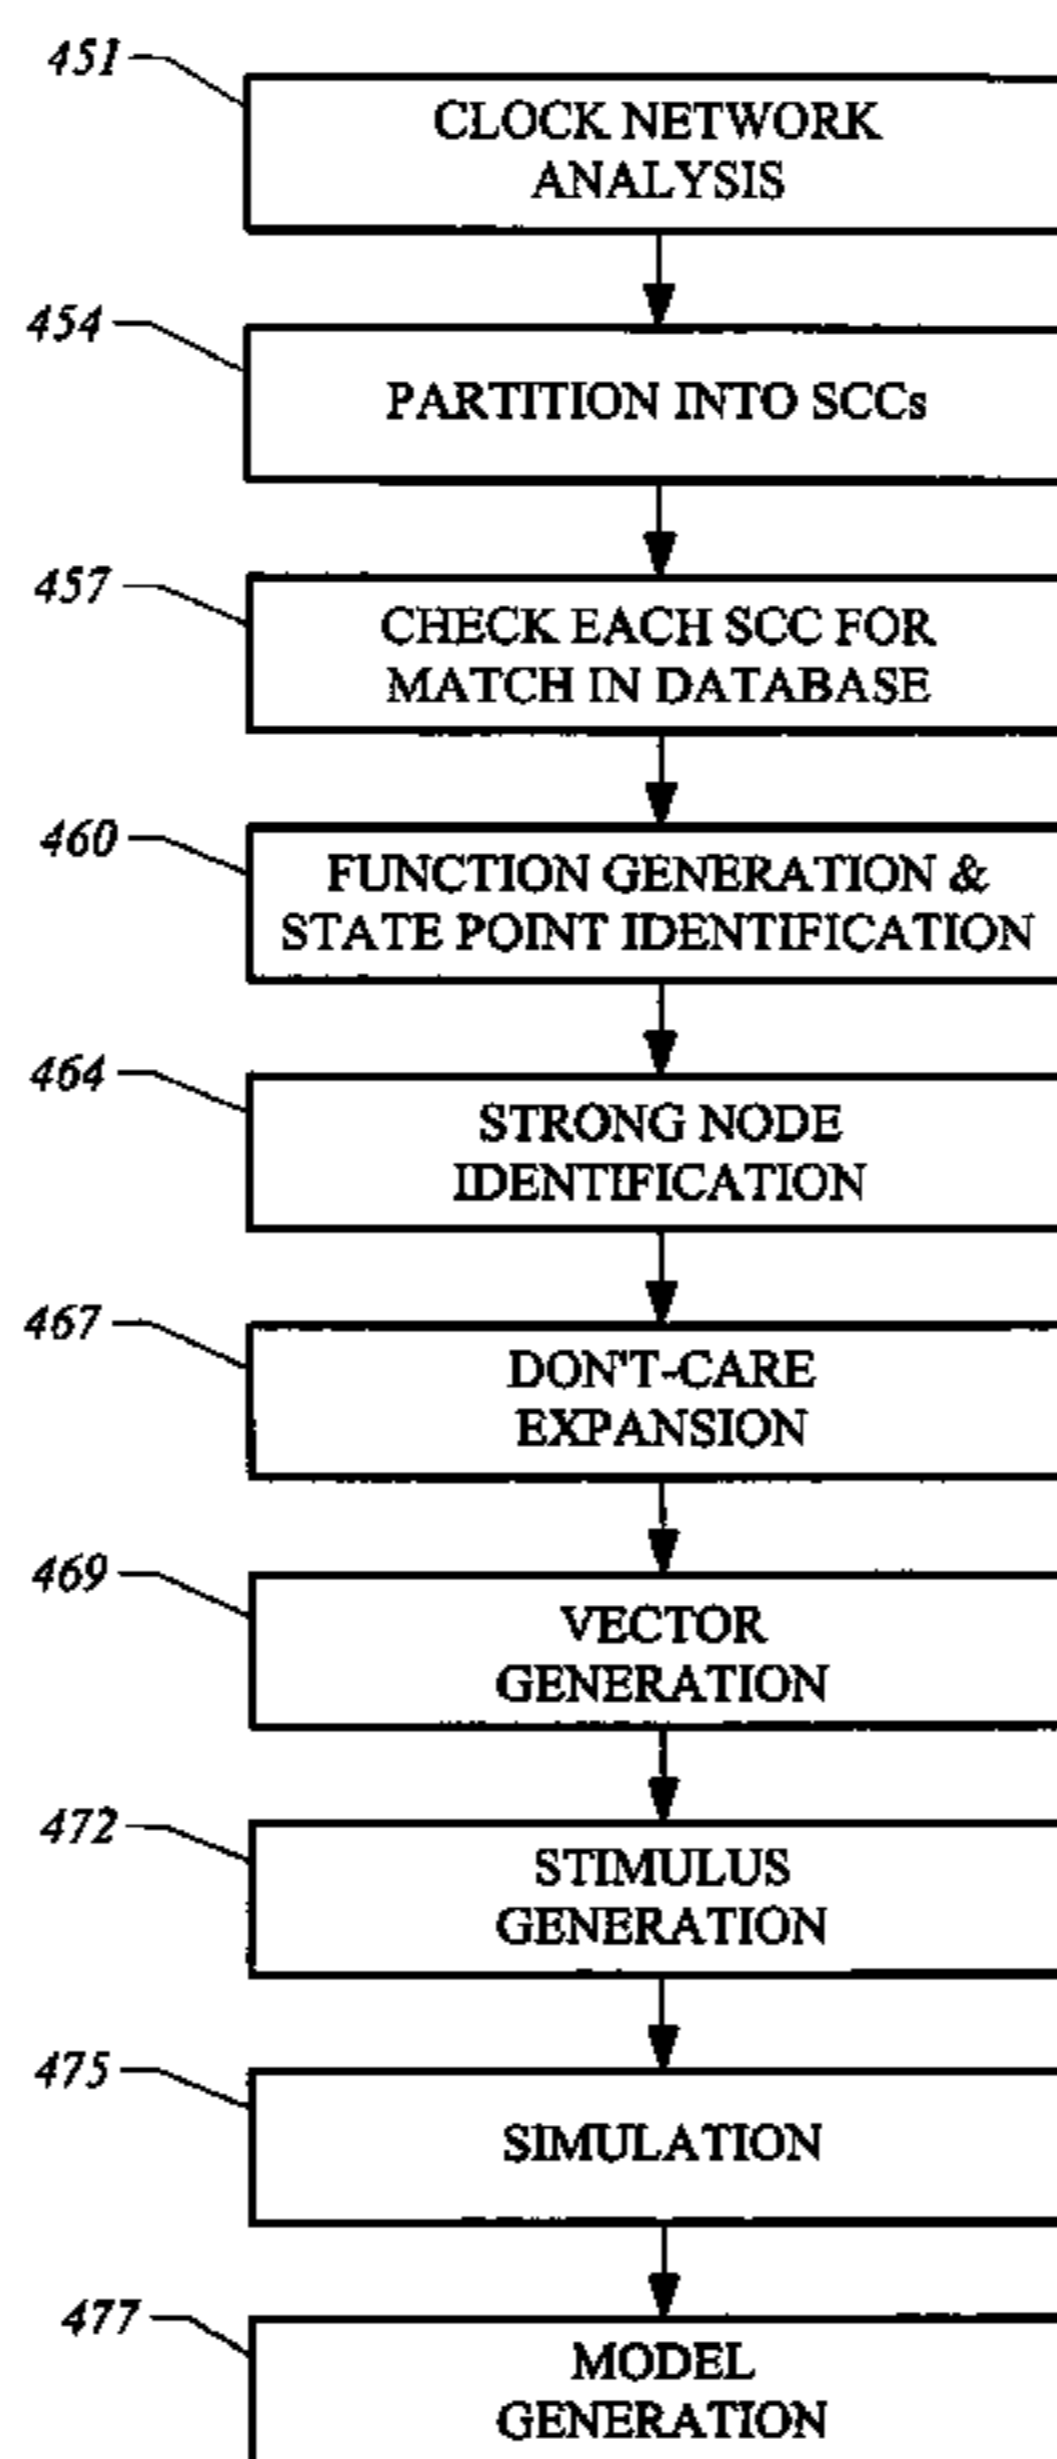 451
CLOCK NETWORK
ANALYSIS
454
PARTITION INTO SCCs
457
CHECK EACH SCC FOR
MATCH IN DATABASE
460
FUNCTION GENERATION &
STATE POINT IDENTIFICATION
464
STRONG NODE
IDENTIFICATION
467
DON'T-CARE
EXPANSION
469
VECTOR
GENERATION
472
STIMULUS
GENERATION
475
SIMULATION
477
MODEL
GENERATION